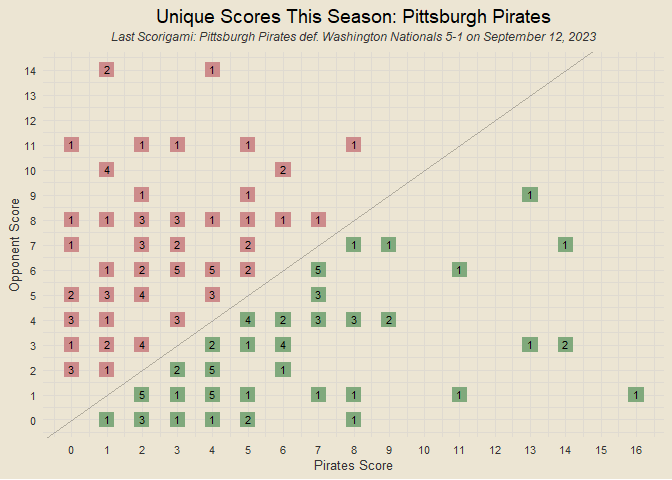 Unique Scores This Season: Pittsburgh Pirates
Last Scorigami: Pittsburgh Pirates def. Washington Nationals 5-1 on September 12, 2023
14 2 1
13
12
11 1 1 1 1 1
10 4 2
9 1 1 1
8 1 1 3 3 1 1 1 1
7 1 3 2 2 1 1 1
6 1 2 5 5 2 5 1
5 2 3 4 3 3
4 3 1 3 4 2 3 3 2
3 1 2 4 2 1 4 1 2
2 3 1 2 5 1
1 5 1 5 1 1 1 1 1
0 1 3 1 1 2 1
0 1 2 3 4 5 6 7 8 9 10 11 12 13 14 15 16
Pirates Score
Opponent Score